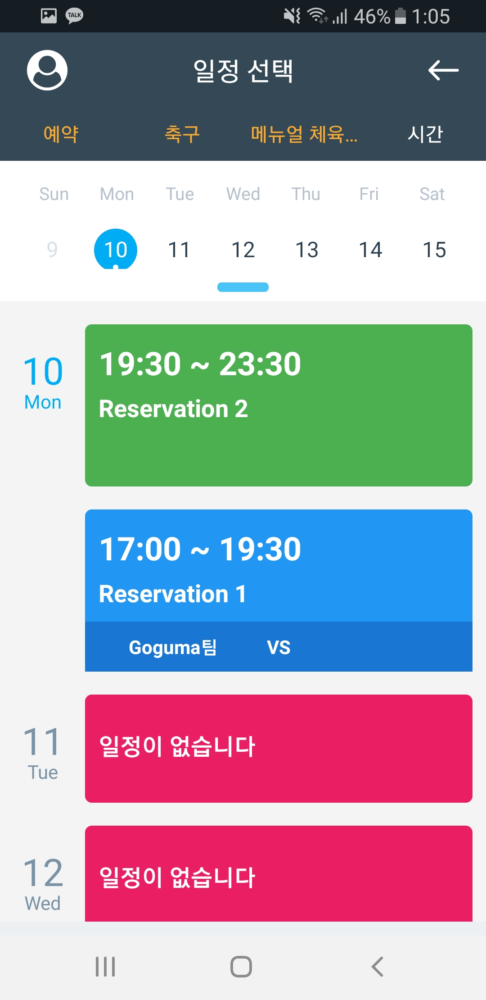 TALK 46% 1:05
일정 선택
예약 축구 메뉴얼 체육... 시간
Sun Mon Tue Wed Thu Fri Sat
9 10 11 12 13 14 15
10
Mon
19:30 ~ 23:30
Reservation 2
17:00 ~ 19:30
Reservation 1
Goguma팀 VS
11
Tue
일정이 없습니다
12
Wed
일정이 없습니다